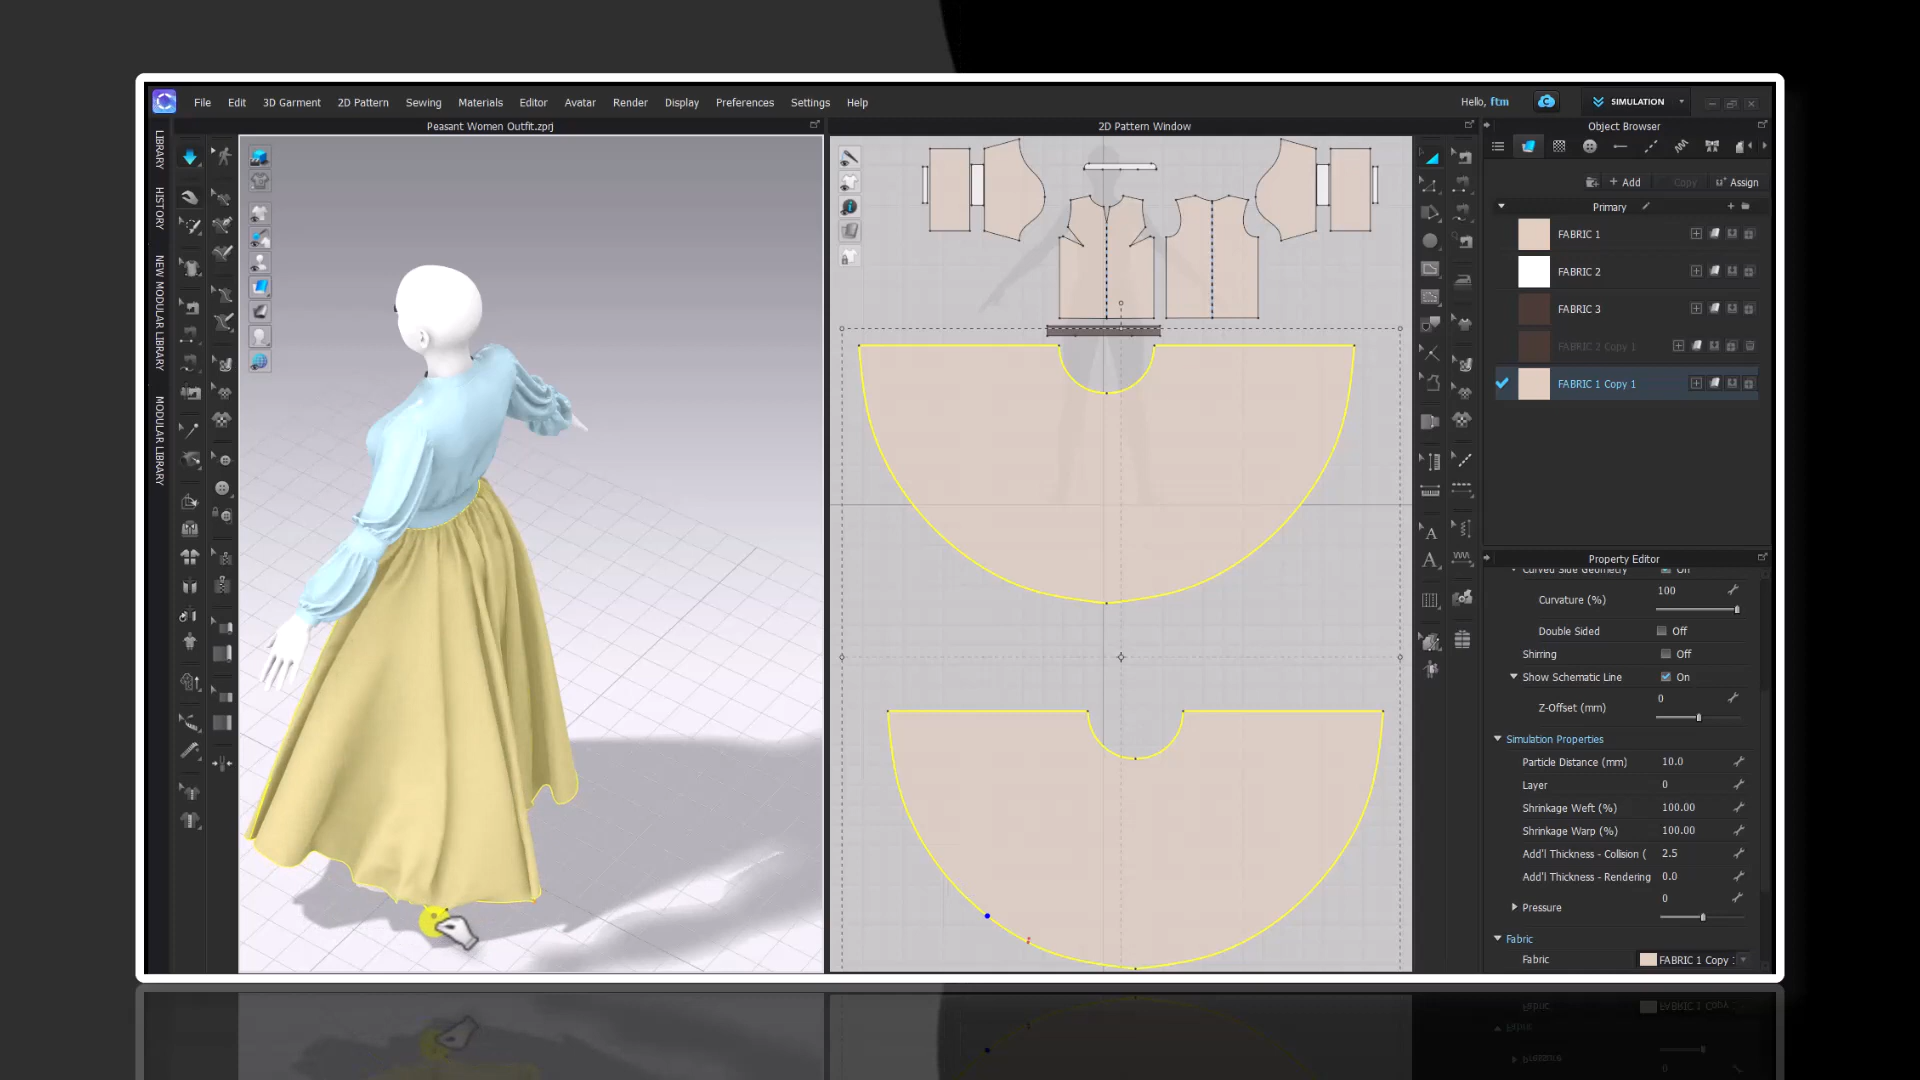 File Edit 3D Garment 2D Pattern Sewing Materials Editor Avatar Render Display Preferences Settings Help
Hello, ftm
SIMULATION
Peasant Women Outfit.zprj
2D Pattern Window
Object Browser
LIBRARY
HISTORY
NEW MODULAR LIBRARY
MODULAR LIBRARY
+ Add Copy Assign
Primary
FABRIC 1
FABRIC 2
FABRIC 3
FABRIC 2 Copy 1
FABRIC 1 Copy 1
Property Editor
Curved Side Geometry On
Curvature (%) 100
Double Sided Off
Shirring Off
Show Schematic Line On
Z-Offset (mm) 0
Simulation Properties
Particle Distance (mm) 10.0
Layer 0
Shrinkage Weft (%) 100.00
Shrinkage Warp (%) 100.00
Add'l Thickness - Collision ( 2.5
Add'l Thickness - Rendering 0.0
Pressure 0
Fabric
Fabric FABRIC 1 Copy